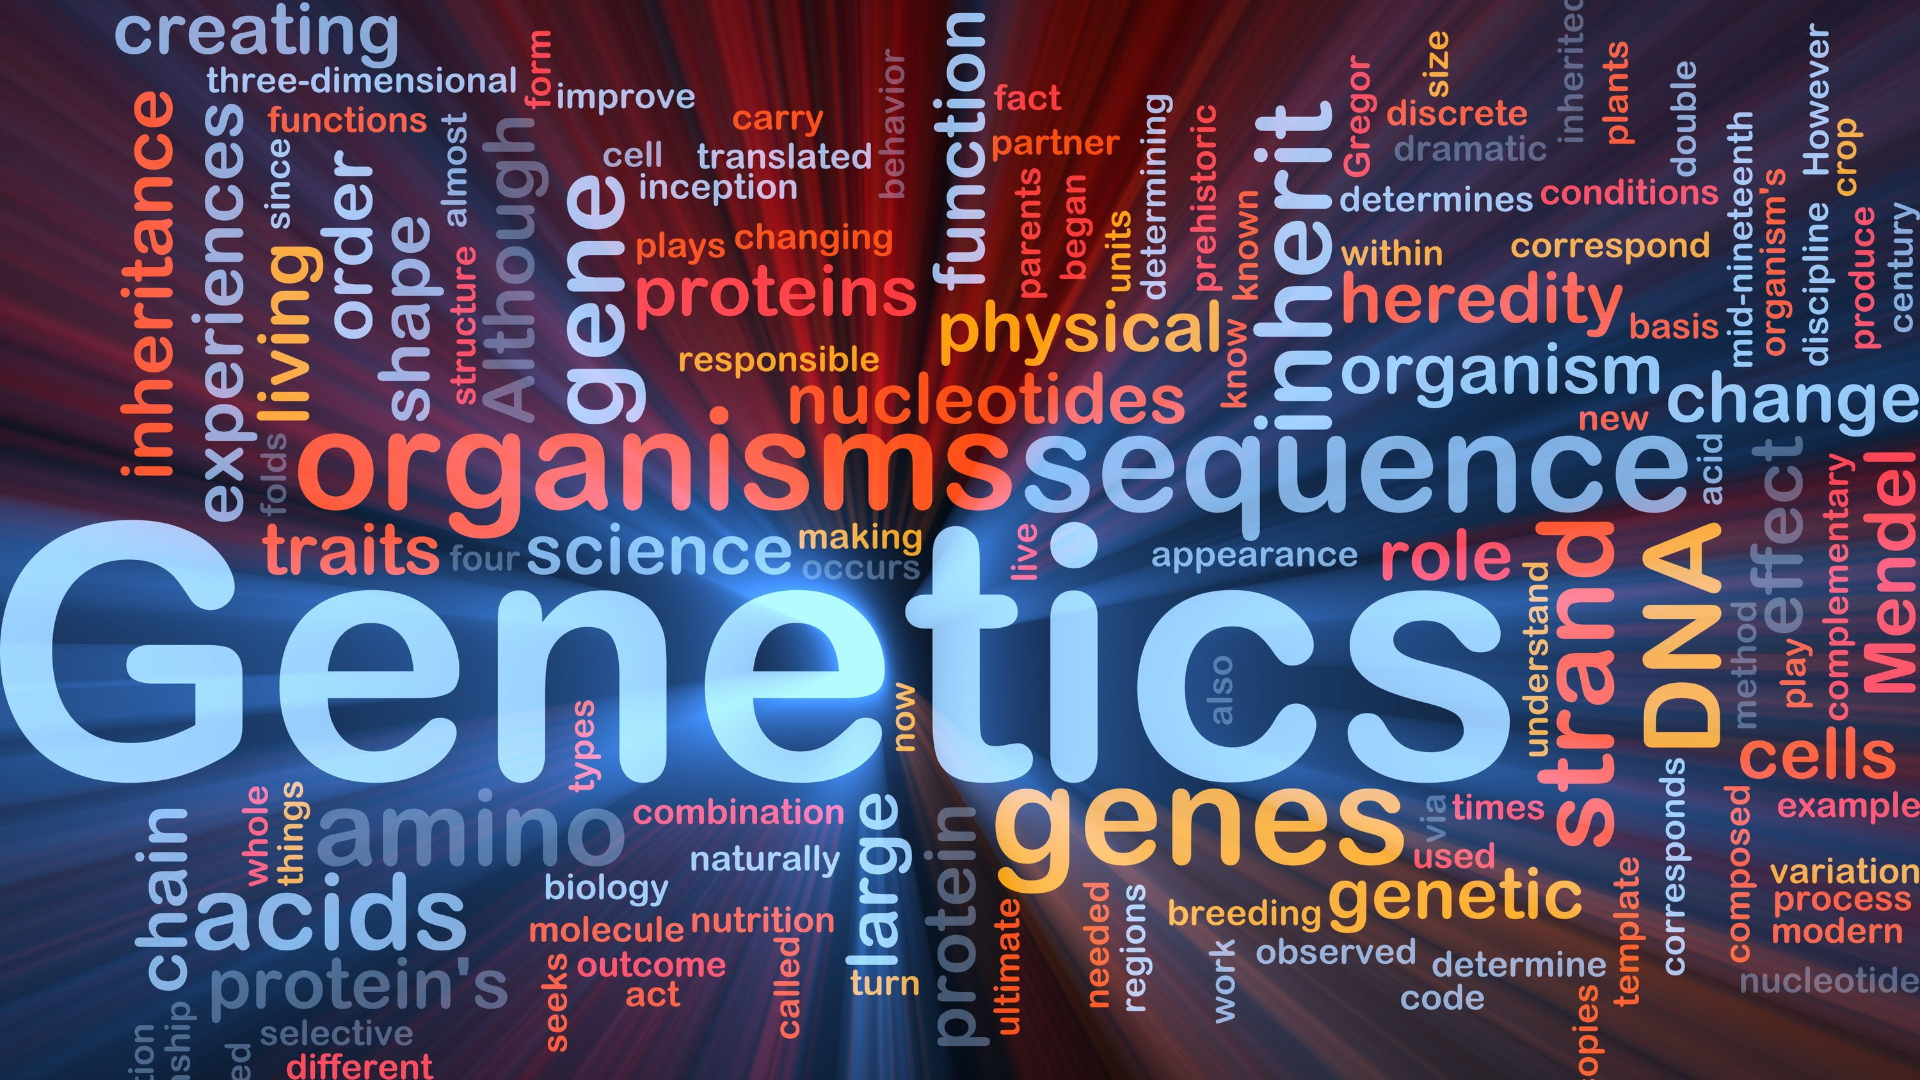 creating
three-dimensional
form
improve
functions
carry
behavior
function
fact
partner
size
Gregor
discrete
dramatic
inherited
plants
double
However
crop
inheritance
experiences
since
order
almost
Although
cell
translated
inception
gene
determining
prehistoric
inherit
determines
conditions
mid-nineteenth
organism's
discipline
produce
century
living
shape
structure
plays
changing
proteins
parents
began
units
known
within
correspond
heredity
basis
physical
responsible
know
organism
nucleotides
new
change
folds
organisms
sequence
acid
effect
complementary
Mendel
traits
four
science
making
occurs
live
appearance
role
strand
DNA
understand
Genetics
method
play
also
now
types
cells
whole
things
amino
combination
large
protein
genes
via
times
used
corresponds
composed
example
chain
naturally
biology
acids
molecule
nutrition
breeding
genetic
template
variation
process
modern
needed
regions
ultimate
observed
work
determine
code
nucleotide
protein's
seeks
outcome
act
called
turn
selective
different
opies
tion
nship
ed